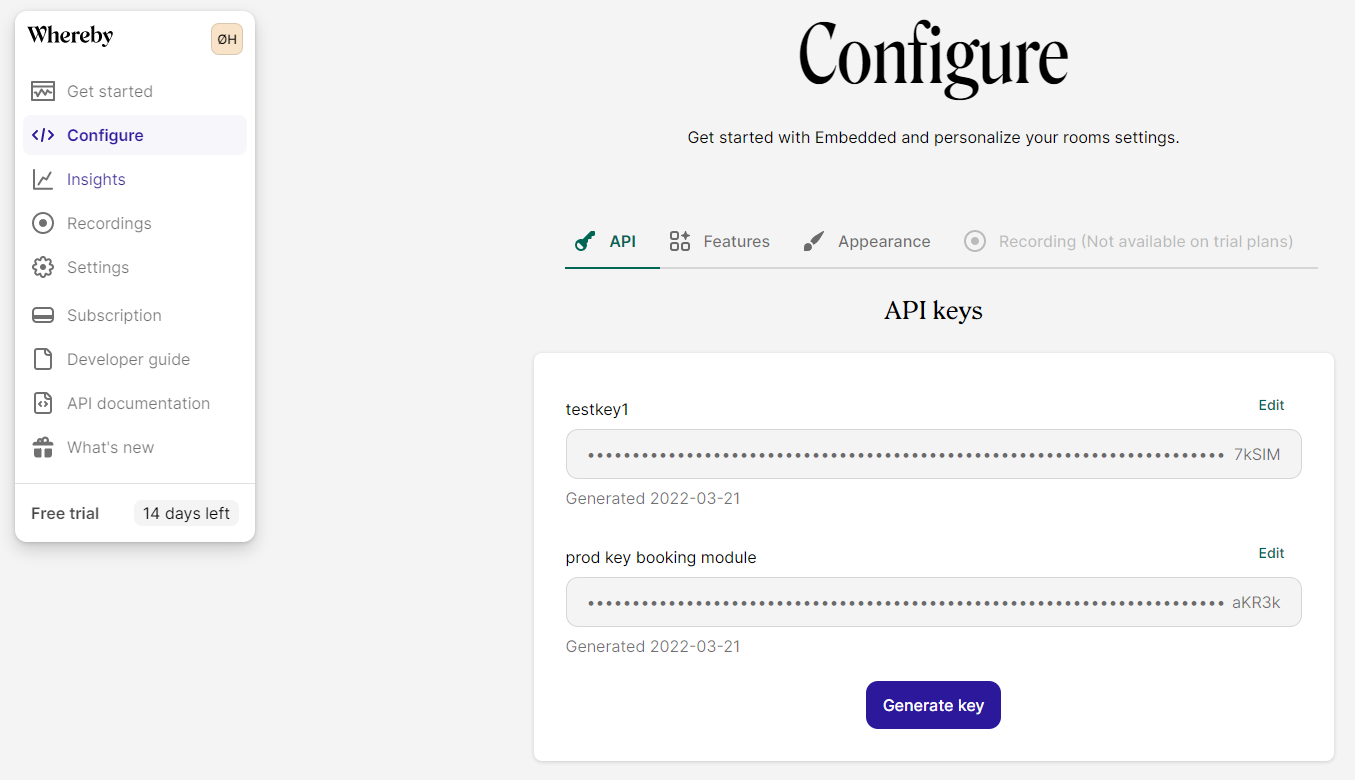 Whereby
ØH
Get started
Configure
Insights
Recordings
Settings
Subscription
Developer guide
API documentation
What's new
Free trial
14 days left
Configure
Get started with Embedded and personalize your rooms settings.
API
Features
Appearance
Recording (Not available on trial plans)
API keys
testkey1
Edit
7kSIM
Generated 2022-03-21
prod key booking module
Edit
aKR3k
Generated 2022-03-21
Generate key